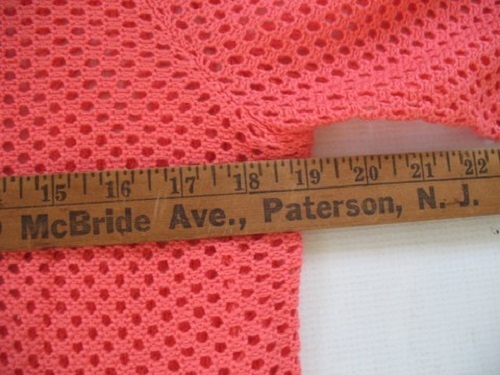 15 16 17 18 19 20 21 22
McBride Ave., Paterson, N. J.